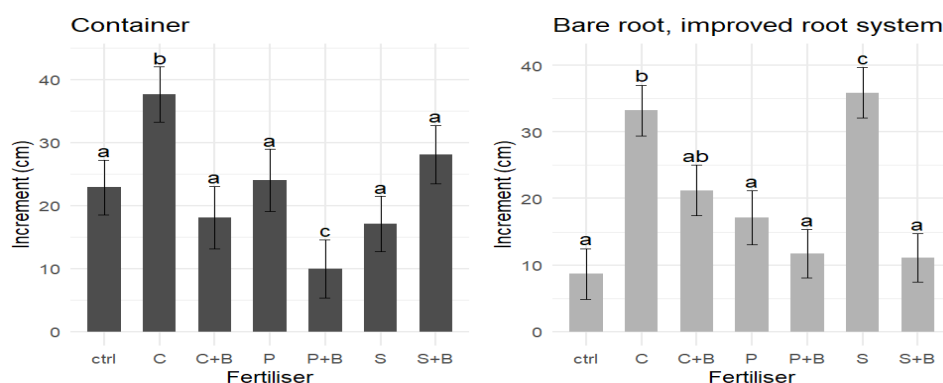 Container
b
a
a
a
a
a
c
40
30
20
10
0
Increment (cm)
ctrl C C+B P P+B S S+B
Fertiliser
Bare root, improved root system
c
b
ab
a
a
a
a
40
30
20
10
0
Increment (cm)
ctrl C C+B P P+B S S+B
Fertiliser